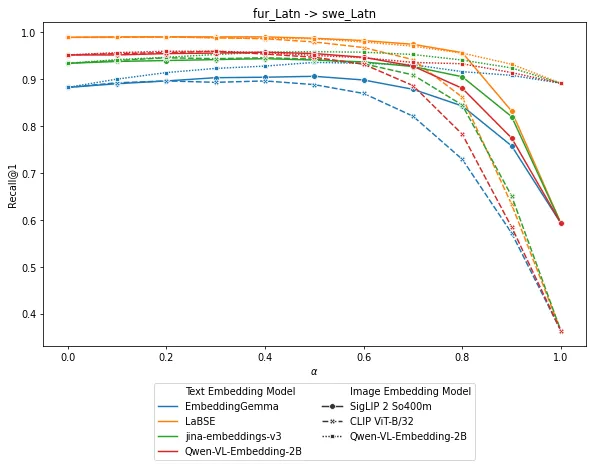 fur_Latn -> swe_Latn
1.0
0.9
0.8
0.7
0.6
0.5
0.4
Recall@1
0.0 0.2 0.4 0.6 0.8 1.0
α
Text Embedding Model
EmbeddingGemma
LaBSE
jina-embeddings-v3
Qwen-VL-Embedding-2B
Image Embedding Model
SigLIP 2 So400m
CLIP ViT-B/32
Qwen-VL-Embedding-2B